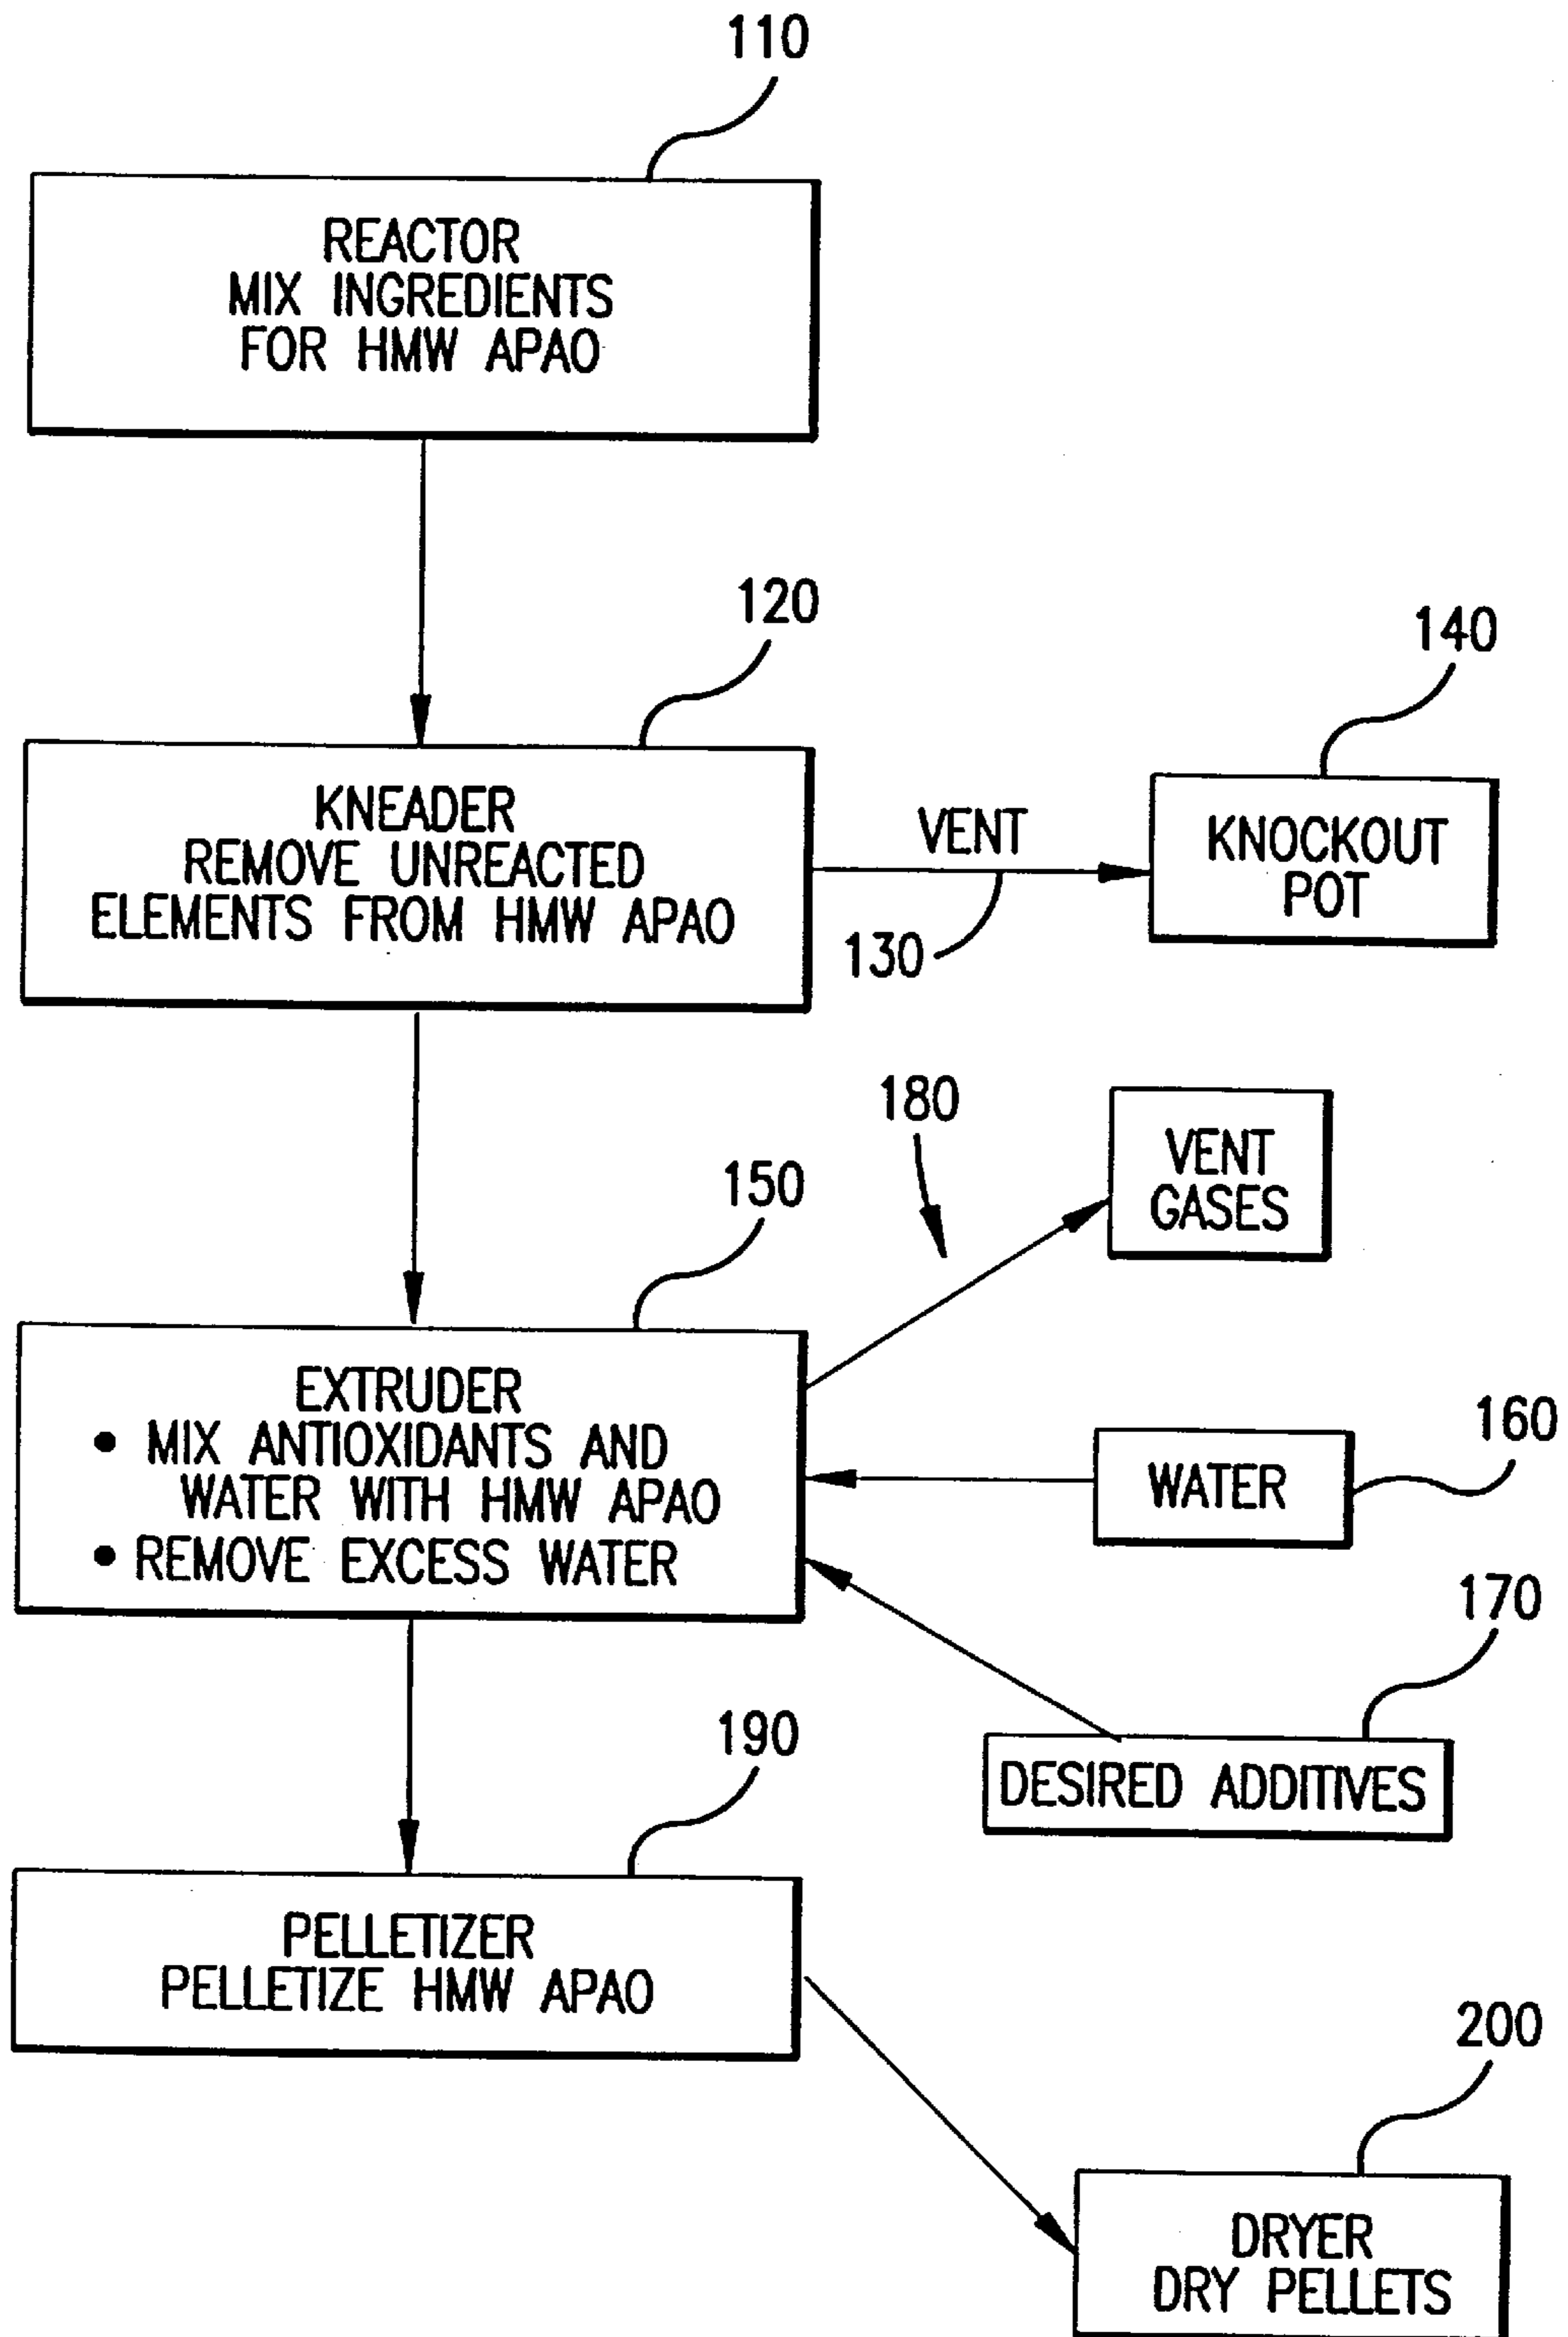 110
REACTOR
MIX INGREDIENTS
FOR HMW APAO
120
140
KNEADER
REMOVE UNREACTED
ELEMENTS FROM HMW APAO
VENT
130
KNOCKOUT
POT
180
VENT
GASES
150
EXTRUDER
• MIX ANTIOXIDANTS AND
WATER WITH HMW APAO
• REMOVE EXCESS WATER
160
WATER
170
DESIRED ADDITIVES
190
PELLETIZER
PELLETIZE HMW APAO
200
DRYER
DRY PELLETS